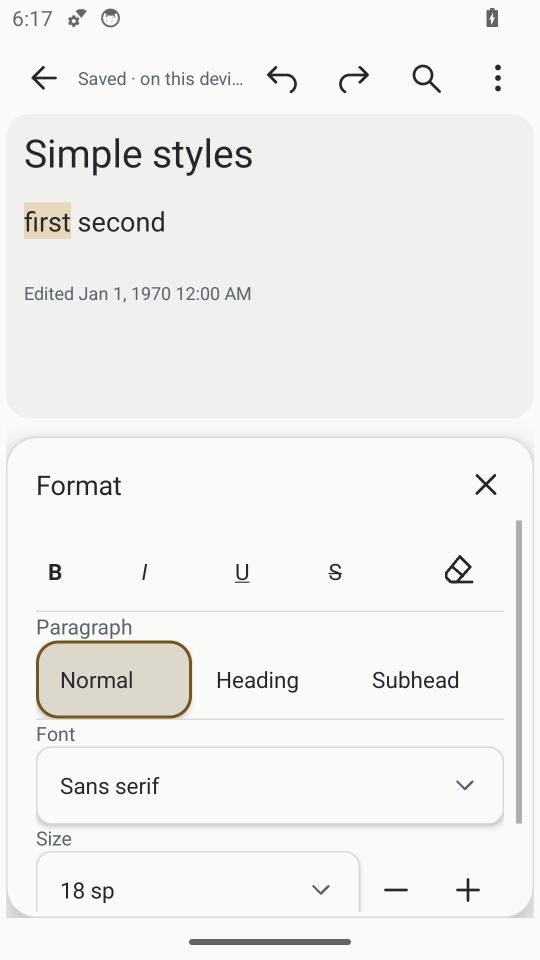 6:17
Saved · on this devi…
Simple styles
first second
Edited Jan 1, 1970 12:00 AM
Format
B I U S
Paragraph
Normal Heading Subhead
Font
Sans serif
Size
18 sp